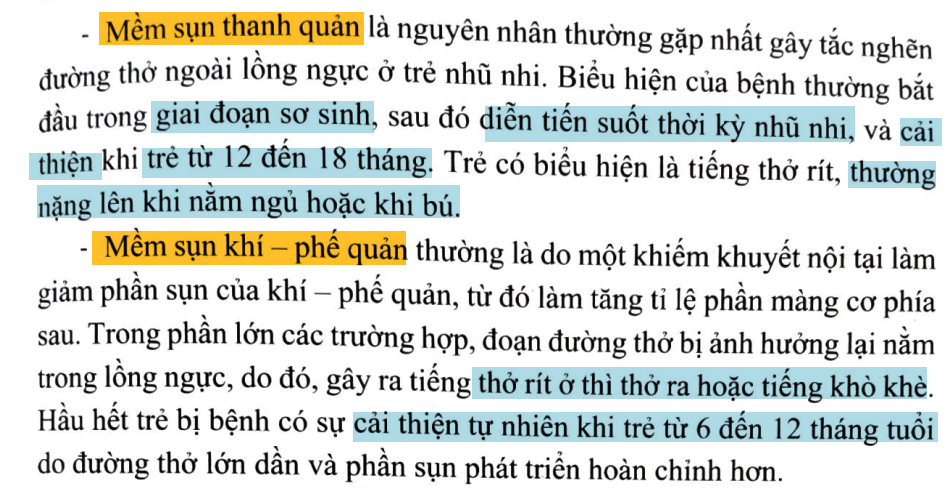 - Mềm sụn thanh quản là nguyên nhân thường gặp nhất gây tắc nghẽn
đường thở ngoài lồng ngực ở trẻ nhũ nhi. Biểu hiện của bệnh thường bắt
đầu trong giai đoạn sơ sinh, sau đó diễn tiến suốt thời kỳ nhũ nhi, và cải
thiện khi trẻ từ 12 đến 18 tháng. Trẻ có biểu hiện là tiếng thở rít, thường
nặng lên khi nằm ngủ hoặc khi bú.
- Mềm sụn khí – phế quản thường là do một khiếm khuyết nội tại làm
giảm phần sụn của khí – phế quản, từ đó làm tăng tỉ lệ phần màng cơ phía
sau. Trong phần lớn các trường hợp, đoạn đường thở bị ảnh hưởng lại nằm
trong lồng ngực, do đó, gây ra tiếng thở rít ở thì thở ra hoặc tiếng khò khè.
Hầu hết trẻ bị bệnh có sự cải thiện tự nhiên khi trẻ từ 6 đến 12 tháng tuổi
do đường thở lớn dần và phần sụn phát triển hoàn chỉnh hơn.